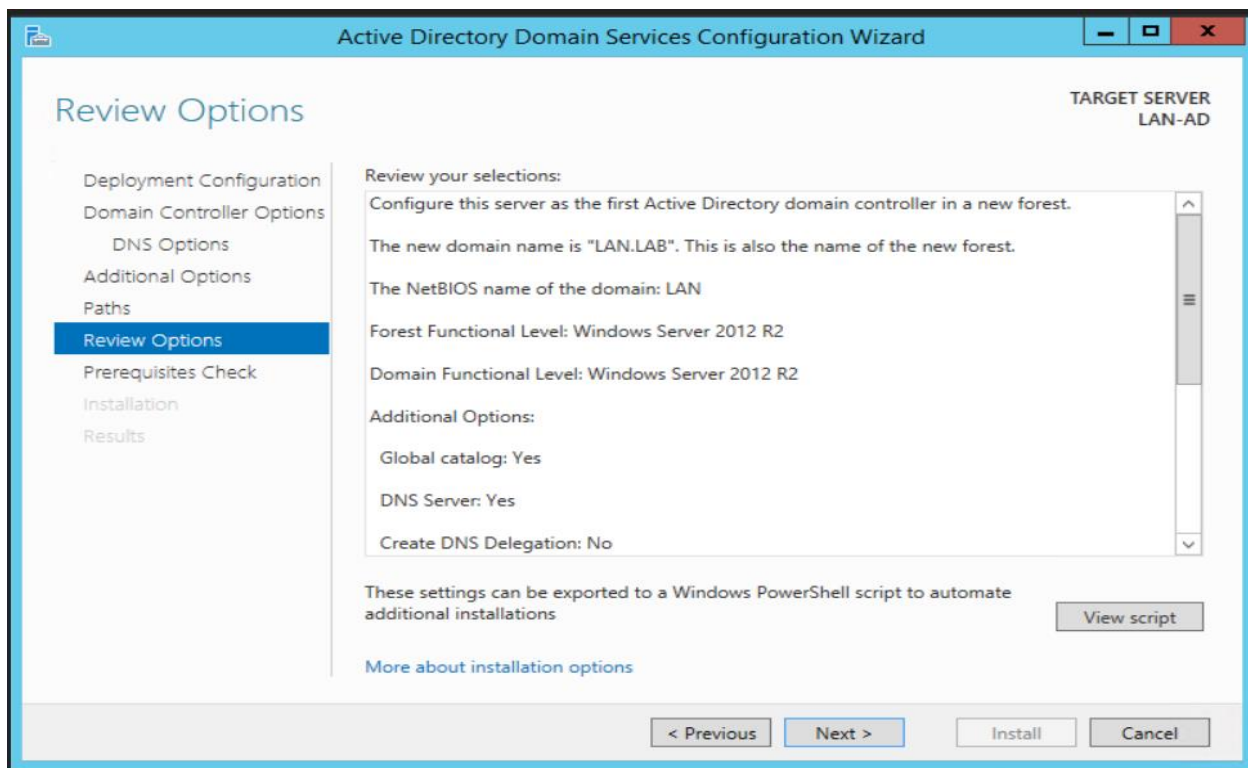 Active Directory Domain Services Configuration Wizard
Review Options
TARGET SERVER
LAN-AD
Deployment Configuration
Domain Controller Options
DNS Options
Additional Options
Paths
Review Options
Prerequisites Check
Installation
Results
Review your selections:
Configure this server as the first Active Directory domain controller in a new forest.
The new domain name is "LAN.LAB". This is also the name of the new forest.
The NetBIOS name of the domain: LAN
Forest Functional Level: Windows Server 2012 R2
Domain Functional Level: Windows Server 2012 R2
Additional Options:
Global catalog: Yes
DNS Server: Yes
Create DNS Delegation: No
These settings can be exported to a Windows PowerShell script to automate
additional installations
View script
More about installation options
< Previous
Next >
Install
Cancel